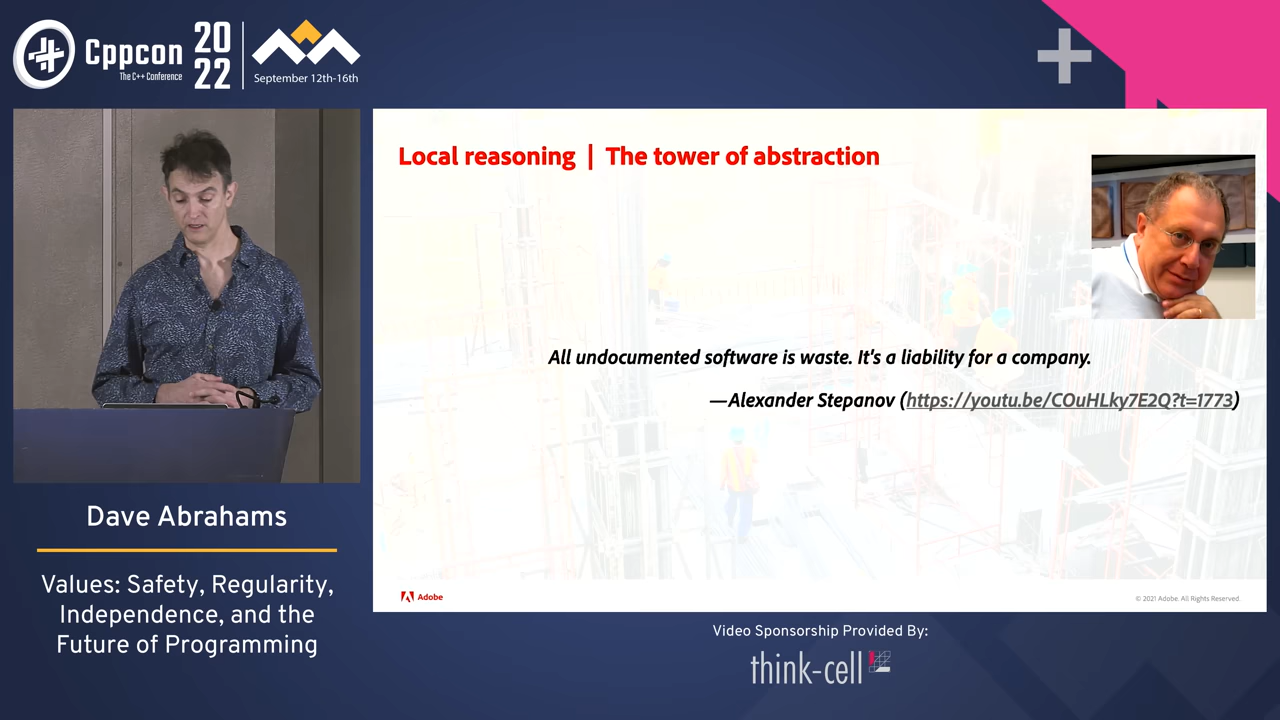 Cppcon
The C++ Conference
20
22
September 12th-16th
Local reasoning | The tower of abstraction
All undocumented software is waste. It's a liability for a company.
—Alexander Stepanov (https://youtu.be/COuHLky7E2Q?t=1773)
Adobe
© 2021 Adobe. All Rights Reserved.
Dave Abrahams
Values: Safety, Regularity,
Independence, and the
Future of Programming
Video Sponsorship Provided By:
think-cell